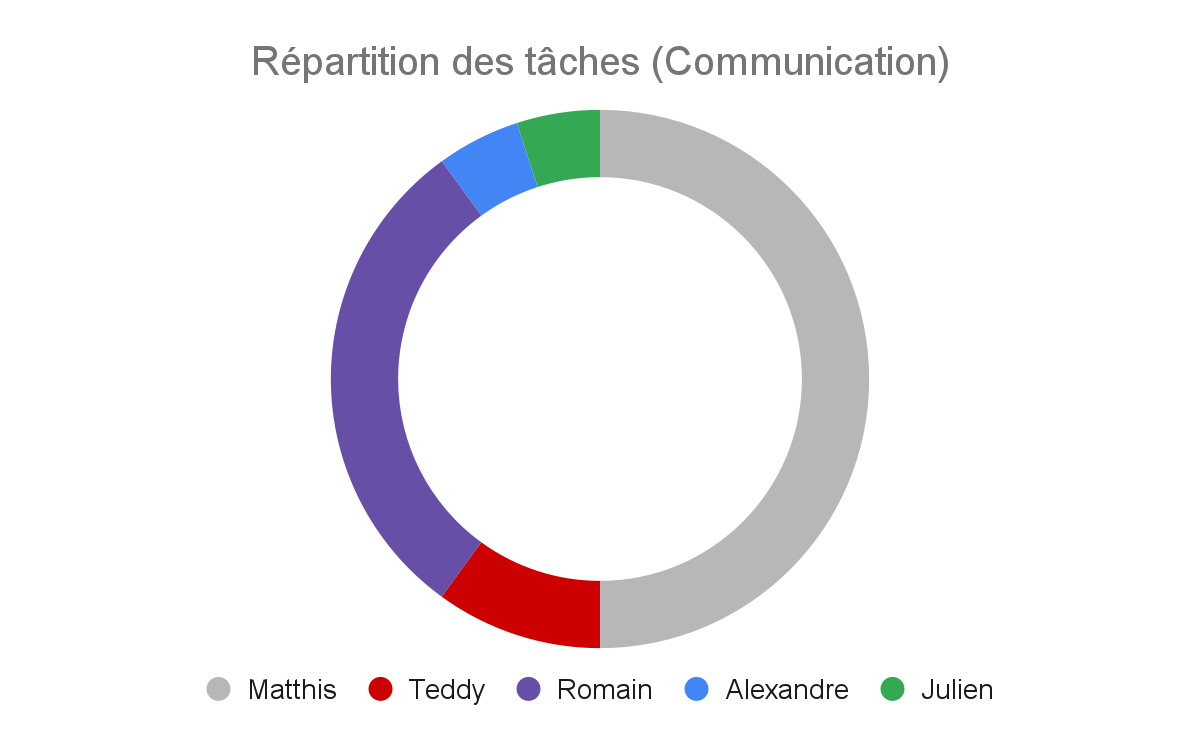 Répartition des tâches (Communication)
Matthis Teddy Romain Alexandre Julien